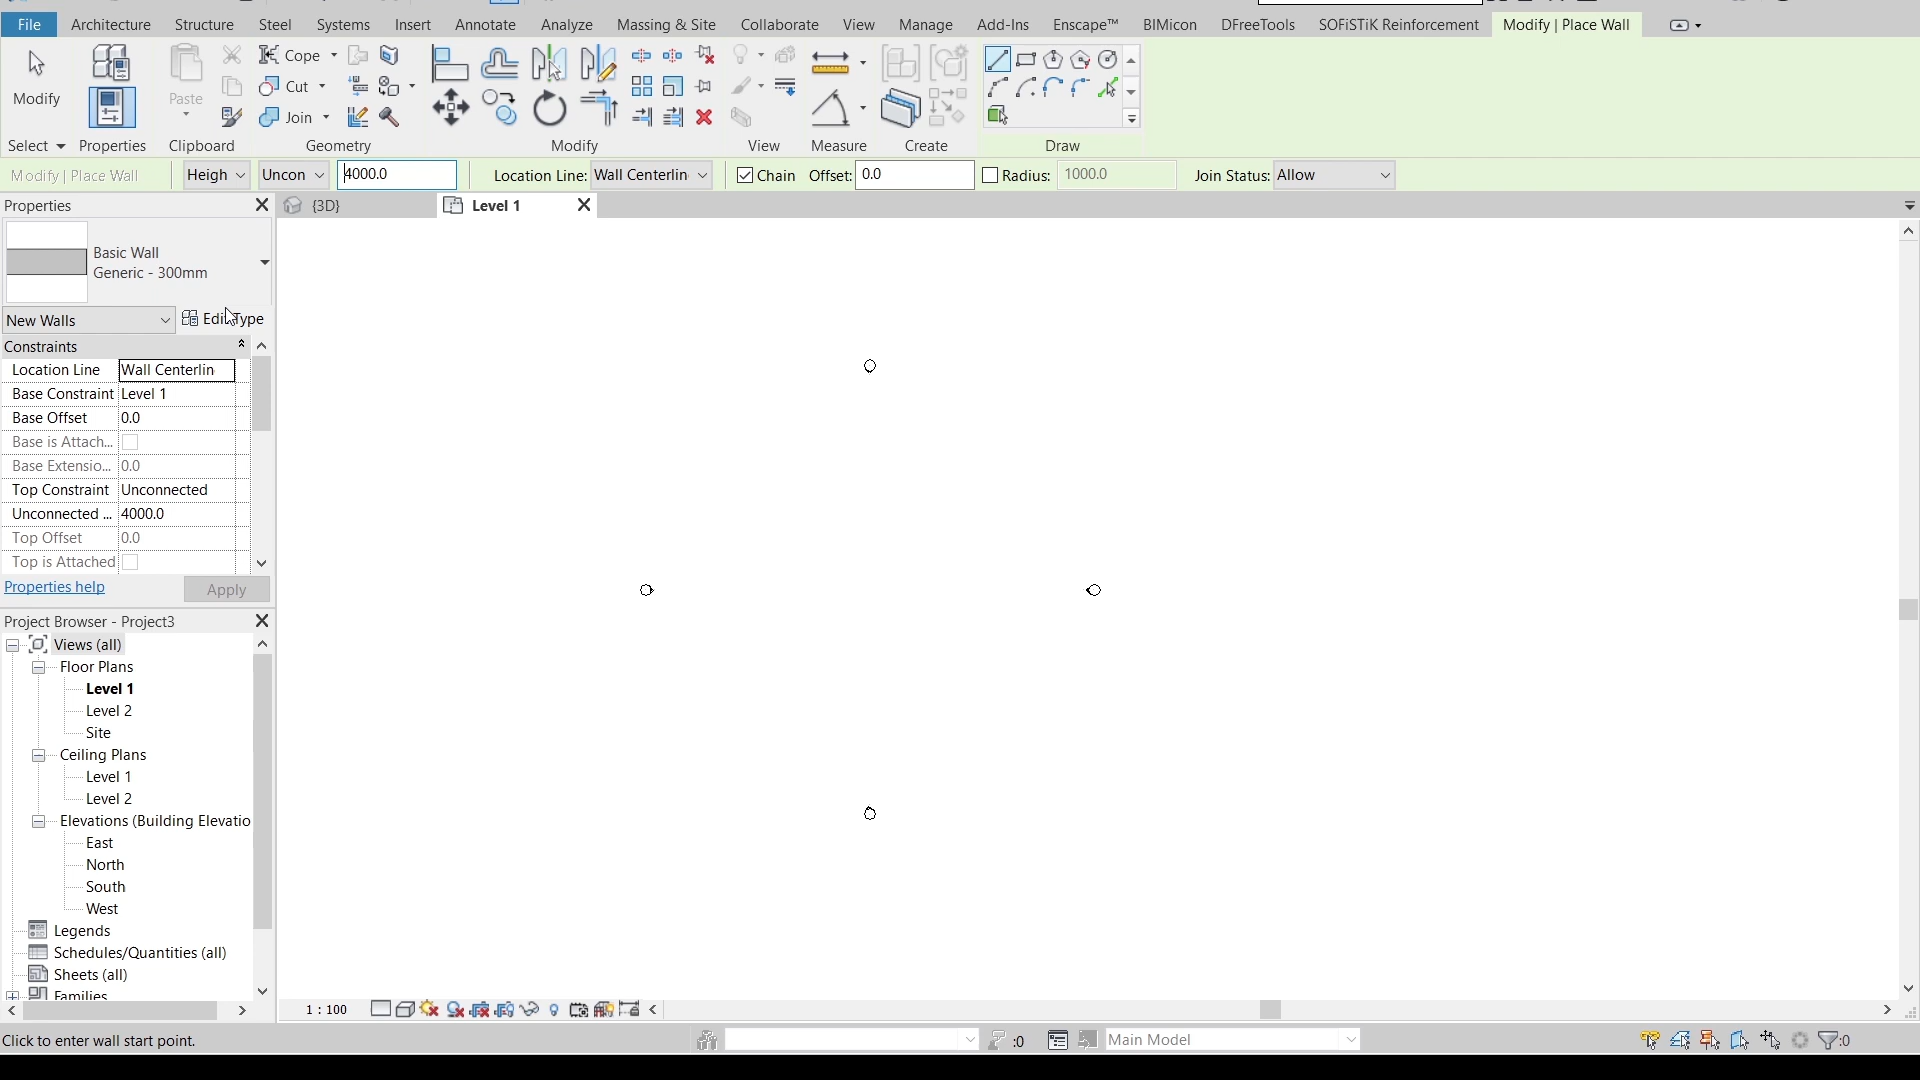 File Architecture Structure Steel Systems Insert Annotate Analyze Massing & Site Collaborate View Manage Add-Ins Enscape™ BIMicon DFreeTools SOFiSTiK Reinforcement Modify | Place Wall
Cope
Modify Paste Cut
Join
Select Properties Clipboard Geometry Modify View Measure Create Draw
Modify | Place Wall Heigh Uncon 4000.0 Location Line: Wall Centerlin Chain Offset: 0.0 Radius: 1000.0 Join Status: Allow
Properties {3D} Level 1
Basic Wall
Generic - 300mm
New Walls Edit Type
Constraints
Location Line Wall Centerlin
Base Constraint Level 1
Base Offset 0.0
Base is Attach...
Base Extensio... 0.0
Top Constraint Unconnected
Unconnected ... 4000.0
Top Offset 0.0
Top is Attached
Properties help Apply
Project Browser - Project3
Views (all)
Floor Plans
Level 1
Level 2
Site
Ceiling Plans
Level 1
Level 2
Elevations (Building Elevatio
East
North
South
West
Legends
Schedules/Quantities (all)
Sheets (all)
Families
1 : 100
Click to enter wall start point. :0 Main Model :0